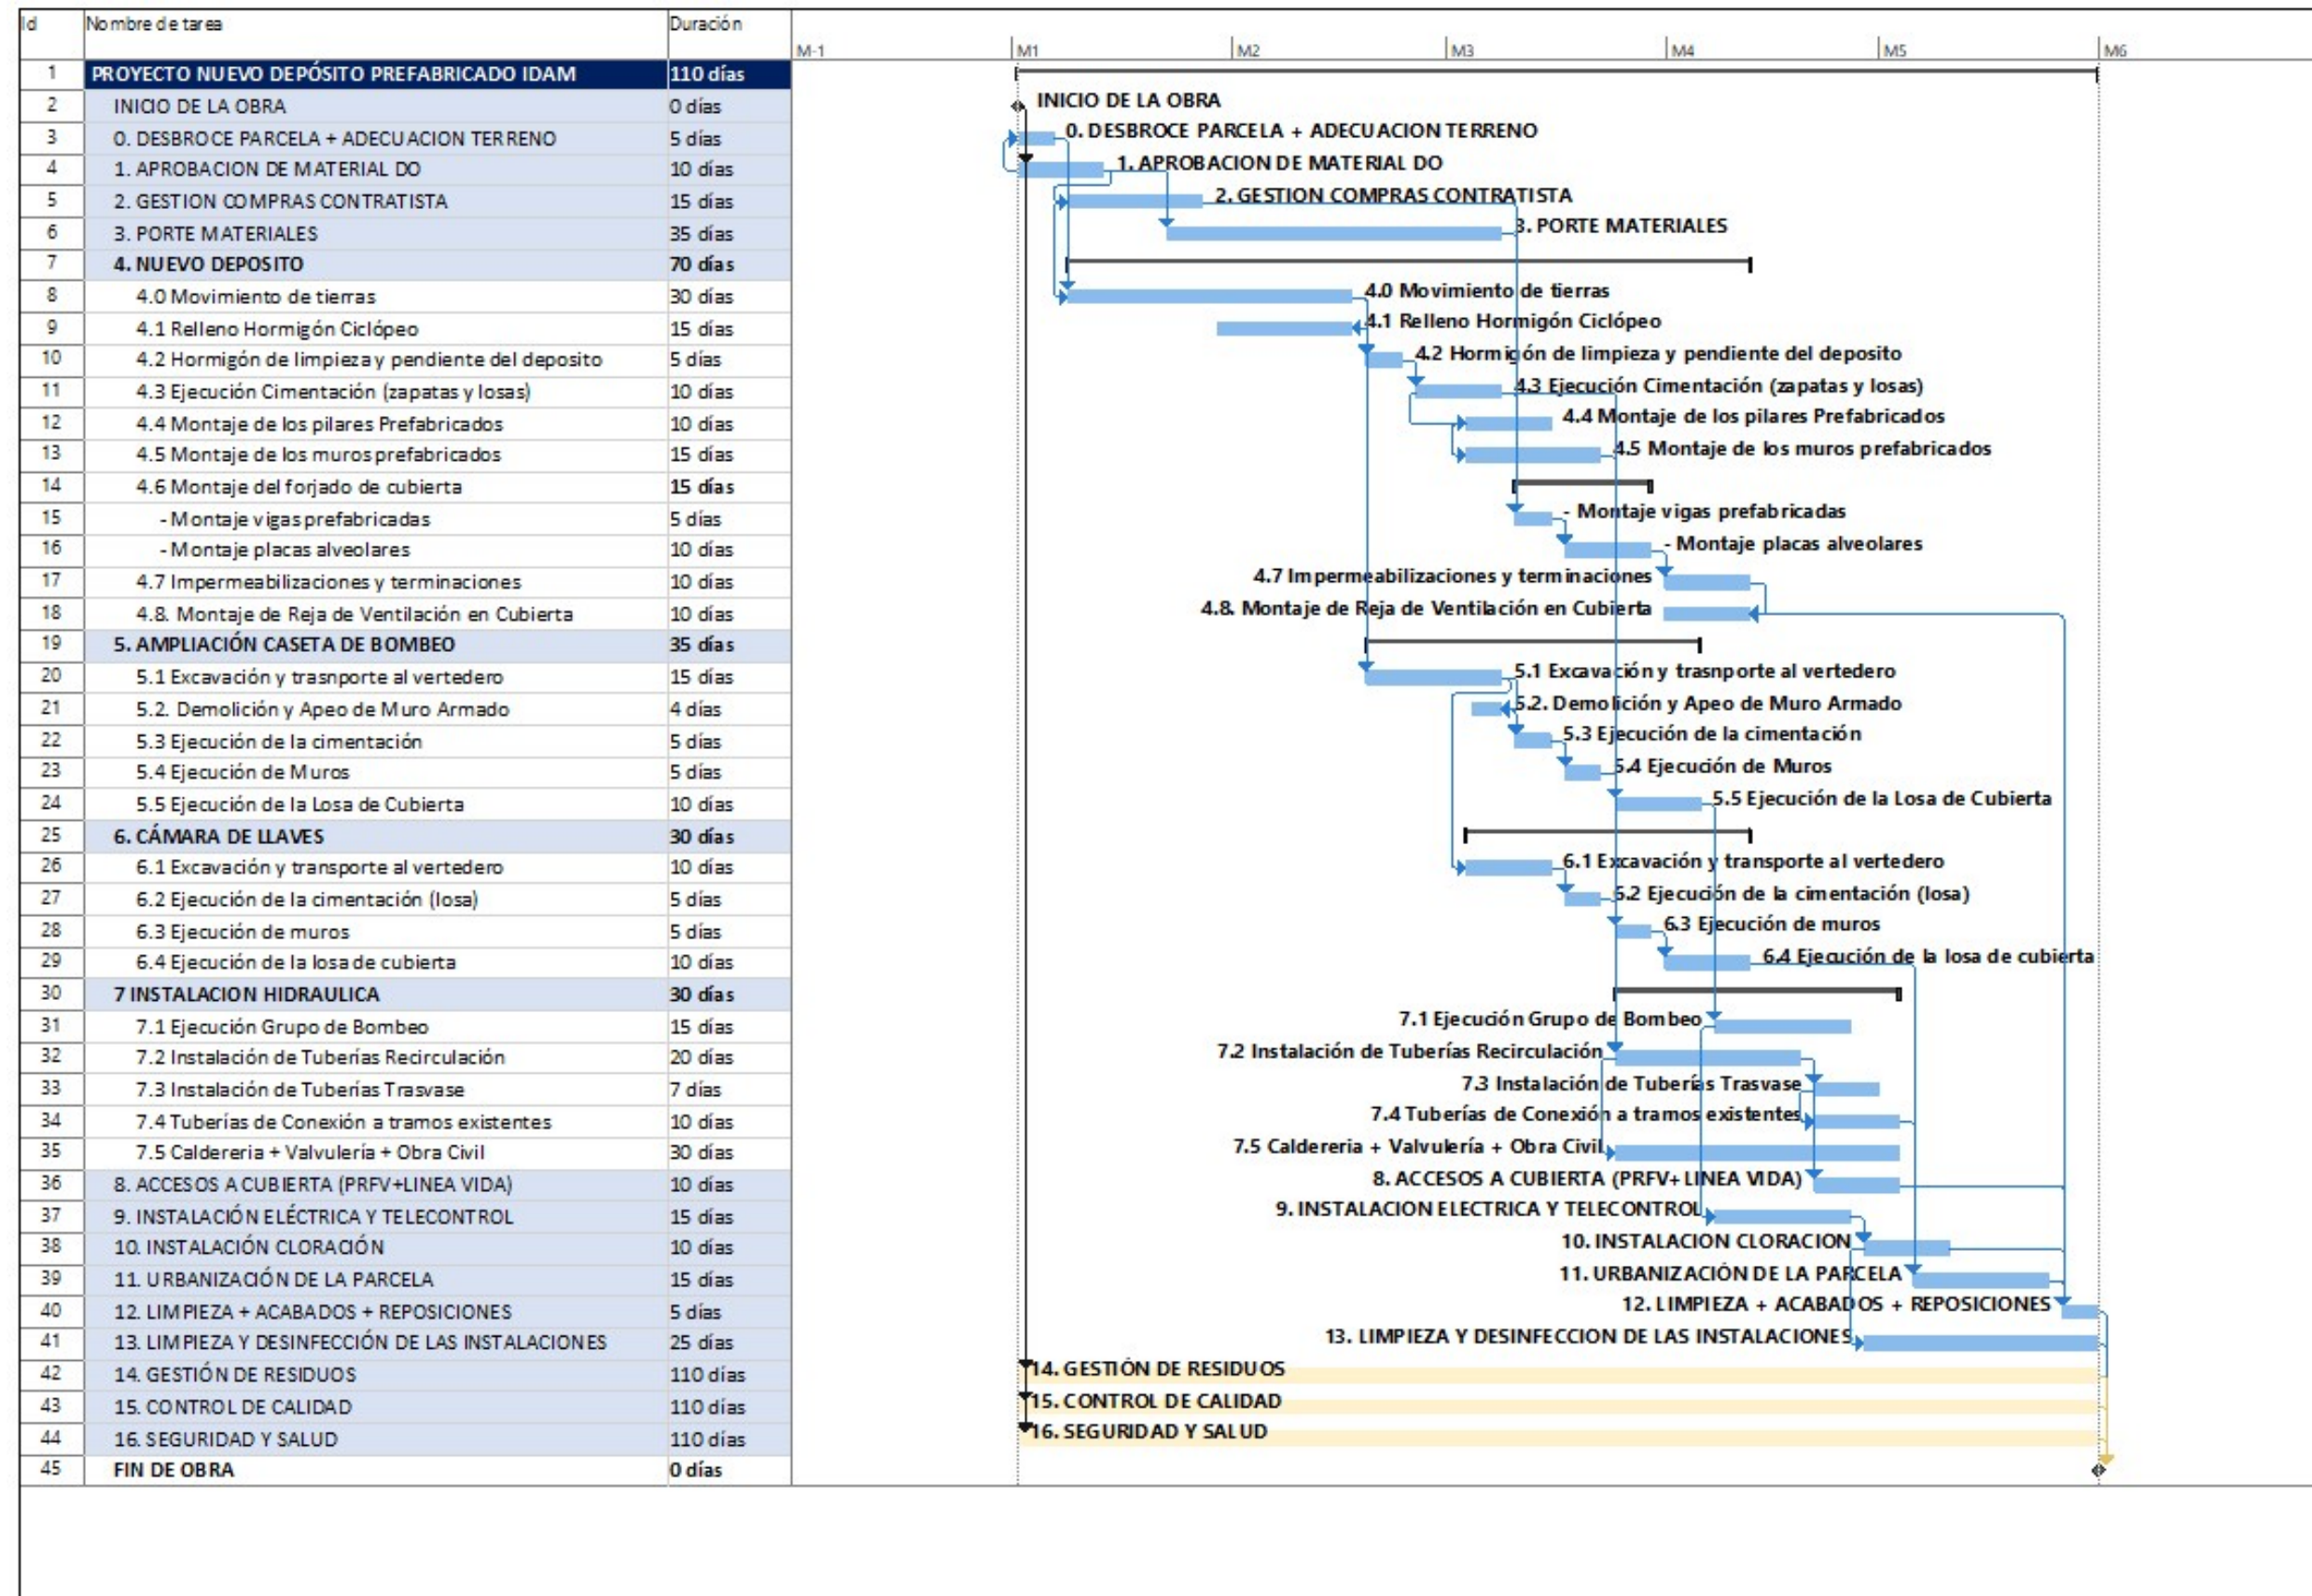 Id Nombre de tarea Duración
M-1 M1 M2 M3 M4 M5 M6
1 PROYECTO NUEVO DEPÓSITO PREFABRICADO IDAM 110 días
2 INICIO DE LA OBRA 0 días INICIO DE LA OBRA
3 0. DESBROCE PARCELA + ADECUACION TERRENO 5 días 0. DESBROCE PARCELA + ADECUACION TERRENO
4 1. APROBACION DE MATERIAL DO 10 días 1. APROBACION DE MATERIAL DO
5 2. GESTION COMPRAS CONTRATISTA 15 días 2. GESTION COMPRAS CONTRATISTA
6 3. PORTE MATERIALES 35 días 3. PORTE MATERIALES
7 4. NUEVO DEPOSITO 70 días
8 4.0 Movimiento de tierras 30 días 4.0 Movimiento de tierras
9 4.1 Relleno Hormigón Ciclópeo 15 días 4.1 Relleno Hormigón Ciclópeo
10 4.2 Hormigón de limpieza y pendiente del deposito 5 días 4.2 Hormigón de limpieza y pendiente del deposito
11 4.3 Ejecución Cimentación (zapatas y losas) 10 días 4.3 Ejecución Cimentación (zapatas y losas)
12 4.4 Montaje de los pilares Prefabricados 10 días 4.4 Montaje de los pilares Prefabricados
13 4.5 Montaje de los muros prefabricados 15 días 4.5 Montaje de los muros prefabricados
14 4.6 Montaje del forjado de cubierta 15 días
15 - Montaje vigas prefabricadas 5 días - Montaje vigas prefabricadas
16 - Montaje placas alveolares 10 días - Montaje placas alveolares
17 4.7 Impermeabilizaciones y terminaciones 10 días 4.7 Impermeabilizaciones y terminaciones
18 4.8. Montaje de Reja de Ventilación en Cubierta 10 días 4.8. Montaje de Reja de Ventilación en Cubierta
19 5. AMPLIACIÓN CASETA DE BOMBEO 35 días
20 5.1 Excavación y trasnporte al vertedero 15 días 5.1 Excavación y trasnporte al vertedero
21 5.2. Demolición y Apeo de Muro Armado 4 días 5.2. Demolición y Apeo de Muro Armado
22 5.3 Ejecución de la cimentación 5 días 5.3 Ejecución de la cimentación
23 5.4 Ejecución de Muros 5 días 5.4 Ejecución de Muros
24 5.5 Ejecución de la Losa de Cubierta 10 días 5.5 Ejecución de la Losa de Cubierta
25 6. CÁMARA DE LLAVES 30 días
26 6.1 Excavación y transporte al vertedero 10 días 6.1 Excavación y transporte al vertedero
27 6.2 Ejecución de la cimentación (losa) 5 días 6.2 Ejecución de la cimentación (losa)
28 6.3 Ejecución de muros 5 días 6.3 Ejecución de muros
29 6.4 Ejecución de la losa de cubierta 10 días 6.4 Ejecución de la losa de cubierta
30 7 INSTALACION HIDRAULICA 30 días
31 7.1 Ejecución Grupo de Bombeo 15 días 7.1 Ejecución Grupo de Bombeo
32 7.2 Instalación de Tuberías Recirculación 20 días 7.2 Instalación de Tuberías Recirculación
33 7.3 Instalación de Tuberías Trasvase 7 días 7.3 Instalación de Tuberías Trasvase
34 7.4 Tuberías de Conexión a tramos existentes 10 días 7.4 Tuberías de Conexión a tramos existentes
35 7.5 Caldereria + Valvulería + Obra Civil 30 días 7.5 Caldereria + Valvulería + Obra Civil
36 8. ACCESOS A CUBIERTA (PRFV+LINEA VIDA) 10 días 8. ACCESOS A CUBIERTA (PRFV+LINEA VIDA)
37 9. INSTALACIÓN ELÉCTRICA Y TELECONTROL 15 días 9. INSTALACION ELECTRICA Y TELECONTROL
38 10. INSTALACIÓN CLORACIÓN 10 días 10. INSTALACION CLORACION
39 11. URBANIZACIÓN DE LA PARCELA 15 días 11. URBANIZACIÓN DE LA PARCELA
40 12. LIMPIEZA + ACABADOS + REPOSICIONES 5 días 12. LIMPIEZA + ACABADOS + REPOSICIONES
41 13. LIMPIEZA Y DESINFECCIÓN DE LAS INSTALACIONES 25 días 13. LIMPIEZA Y DESINFECCION DE LAS INSTALACIONES
42 14. GESTIÓN DE RESIDUOS 110 días 14. GESTIÓN DE RESIDUOS
43 15. CONTROL DE CALIDAD 110 días 15. CONTROL DE CALIDAD
44 16. SEGURIDAD Y SALUD 110 días 16. SEGURIDAD Y SALUD
45 FIN DE OBRA 0 días